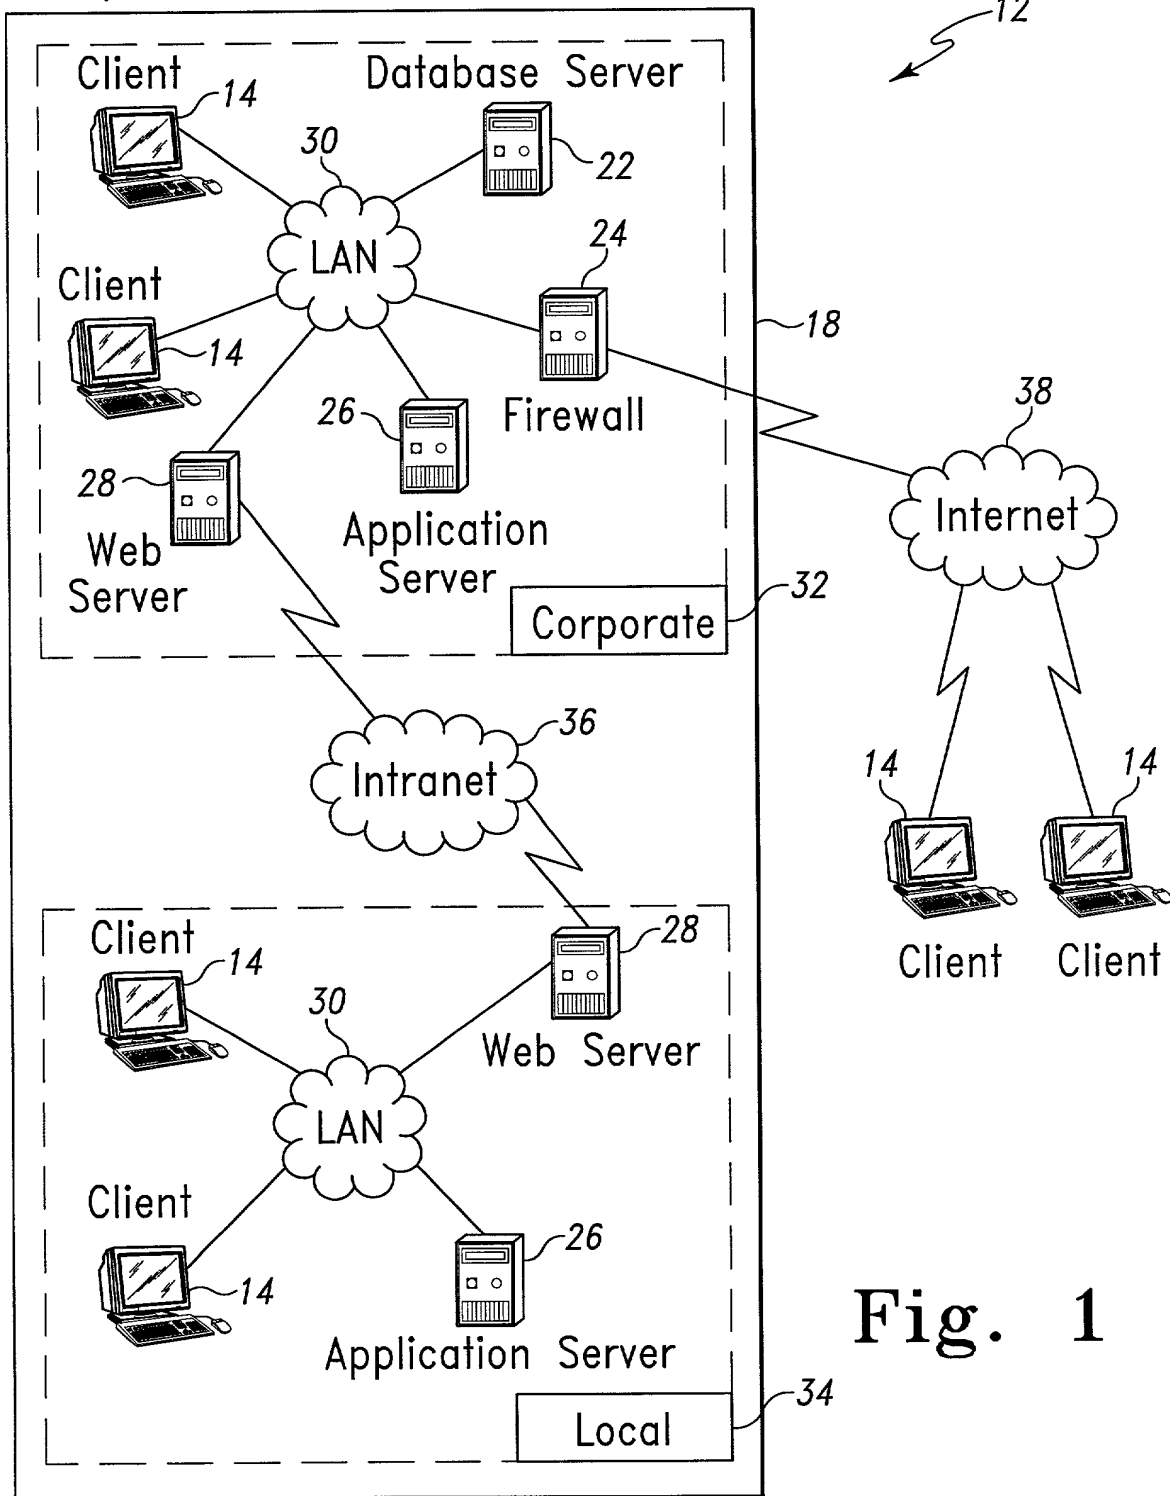 12
Client
14
Database Server
30
22
LAN
24
Client
14
18
26
Firewall
38
28
Internet
Web
Server
Application
Server
32
Corporate
36
Intranet
14
14
Client
14
28
Client
Client
30
Web Server
LAN
Client
14
26
Application Server
Fig. 1
34
Local